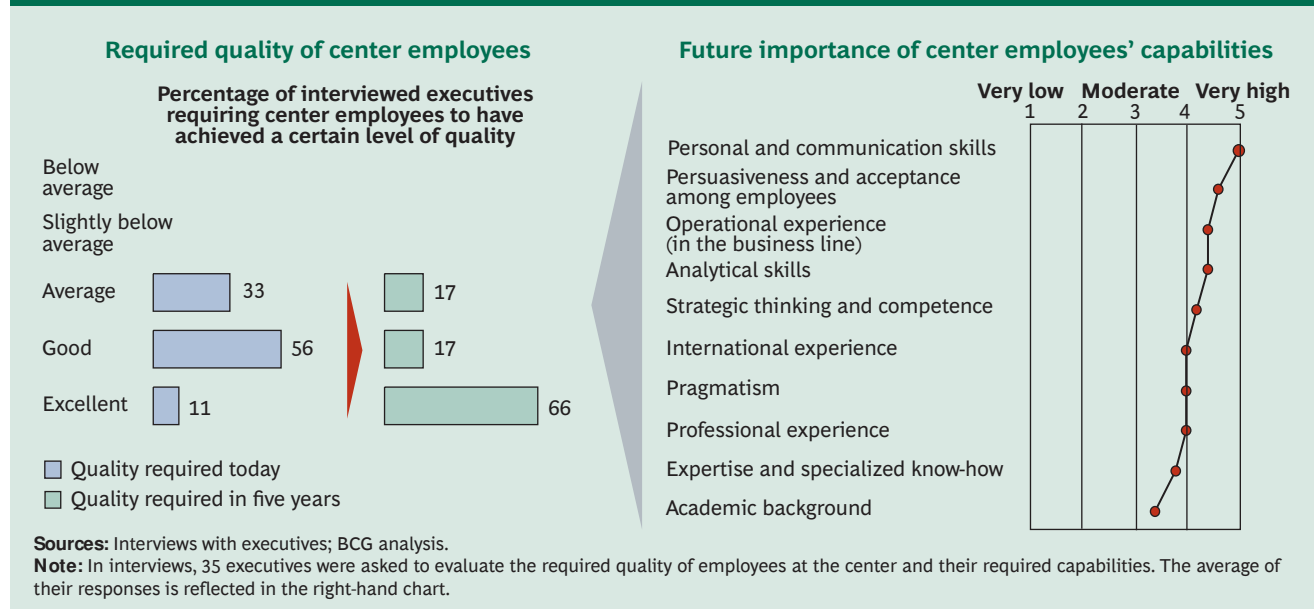 Required quality of center employees
Percentage of interviewed executives
requiring center employees to have
achieved a certain level of quality
Below
average
Slightly below
average
Average 33 17
Good 56 17
Excellent 11 66
Quality required today
Quality required in five years
Future importance of center employees’ capabilities
Very low Moderate Very high
1 2 3 4 5
Personal and communication skills
Persuasiveness and acceptance
among employees
Operational experience
(in the business line)
Analytical skills
Strategic thinking and competence
International experience
Pragmatism
Professional experience
Expertise and specialized know-how
Academic background
Sources: Interviews with executives; BCG analysis.
Note: In interviews, 35 executives were asked to evaluate the required quality of employees at the center and their required capabilities. The average of
their responses is reflected in the right-hand chart.